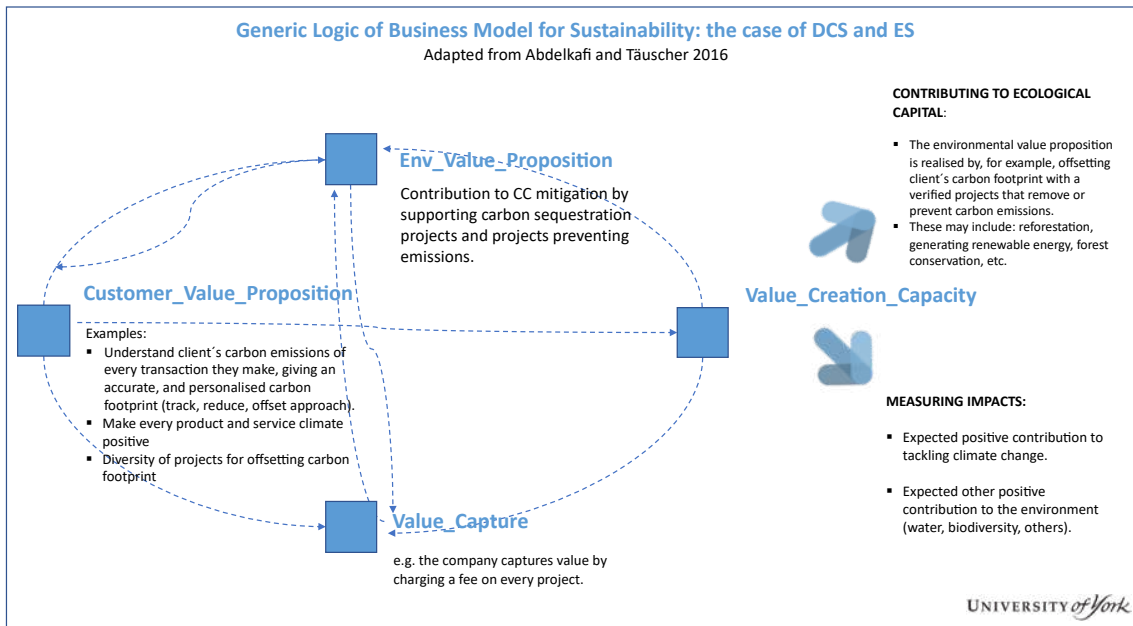 Generic Logic of Business Model for Sustainability: the case of DCS and ES
Adapted from Abdelkafi and Täuscher 2016
CONTRIBUTING TO ECOLOGICAL
CAPITAL:
▪ The environmental value proposition
is realised by, for example, offsetting
client´s carbon footprint with a
verified projects that remove or
prevent carbon emissions.
▪ These may include: reforestation,
generating renewable energy, forest
conservation, etc.
Env_Value_Proposition
Contribution to CC mitigation by
supporting carbon sequestration
projects and projects preventing
emissions.
Customer_Value_Proposition
Examples:
▪ Understand client´s carbon emissions of
every transaction they make, giving an
accurate, and personalised carbon
footprint (track, reduce, offset approach).
▪ Make every product and service climate
positive
▪ Diversity of projects for offsetting carbon
footprint
Value_Creation_Capacity
MEASURING IMPACTS:
▪ Expected positive contribution to
tackling climate change.
▪ Expected other positive
contribution to the environment
(water, biodiversity, others).
Value_Capture
e.g. the company captures value by
charging a fee on every project.
UNIVERSITY of York